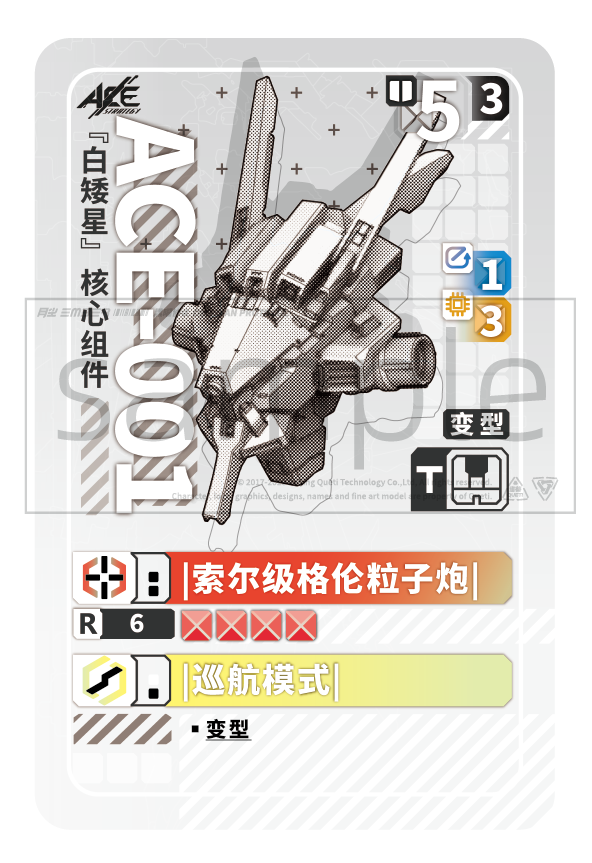 ACE
STRATEGY
5
3
ACE-001
『白矮星』 核心组件
1
3
sample
变型
T
|索尔级格伦粒子炮|
R 6
|巡航模式|
▪ 变型